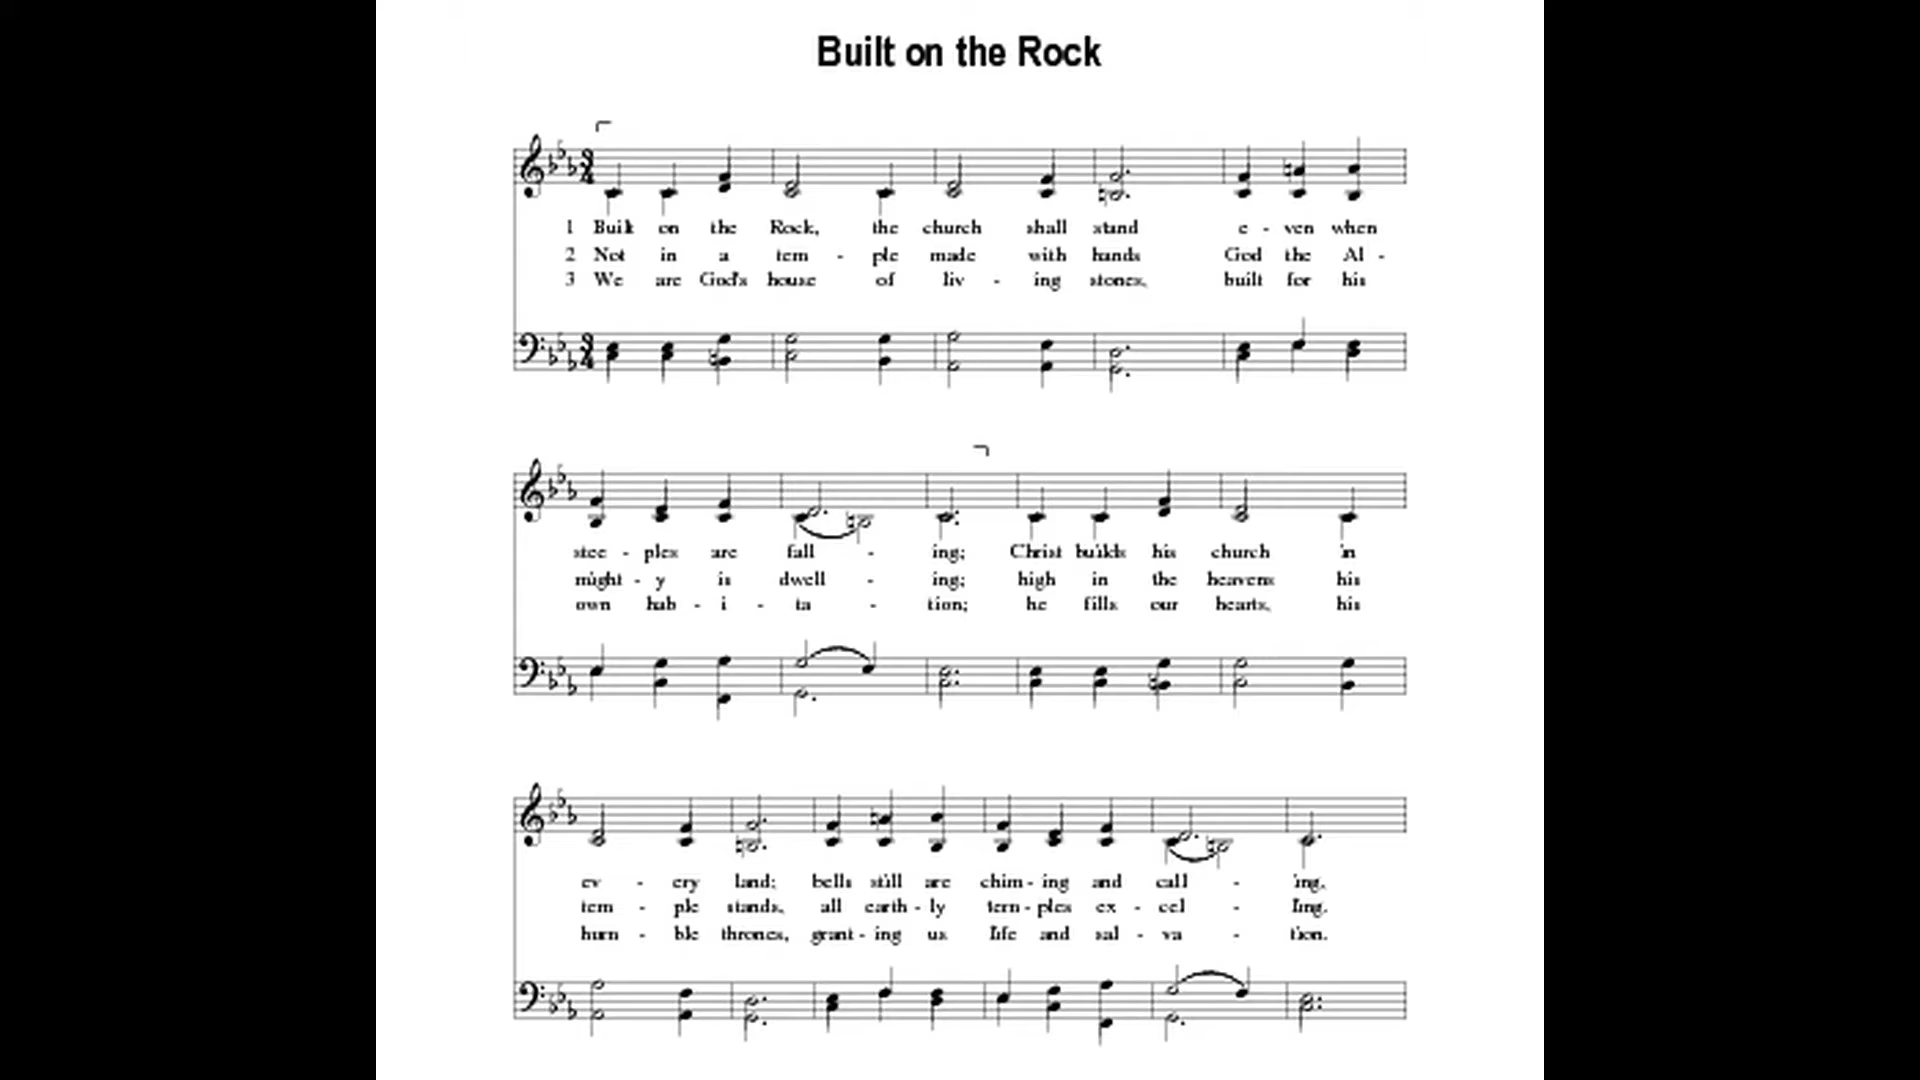 Built on the Rock
1 Built on the Rock, the church shall stand e - ven when
2 Not in a tem - ple made with hands God the Al -
3 We are God's house of liv - ing stones, built for his
stee - ples are fall - ing; Christ builds his church in
might - y is dwell - ing; high in the heavens his
own hab - i - ta - tion; he fills our hearts, his
ev - ery land; bells still are chim - ing and call - ing,
tem - ple stands, all earth - ly tem - ples ex - cel - ling.
hum - ble thrones, grant - ing us life and sal - va - tion.